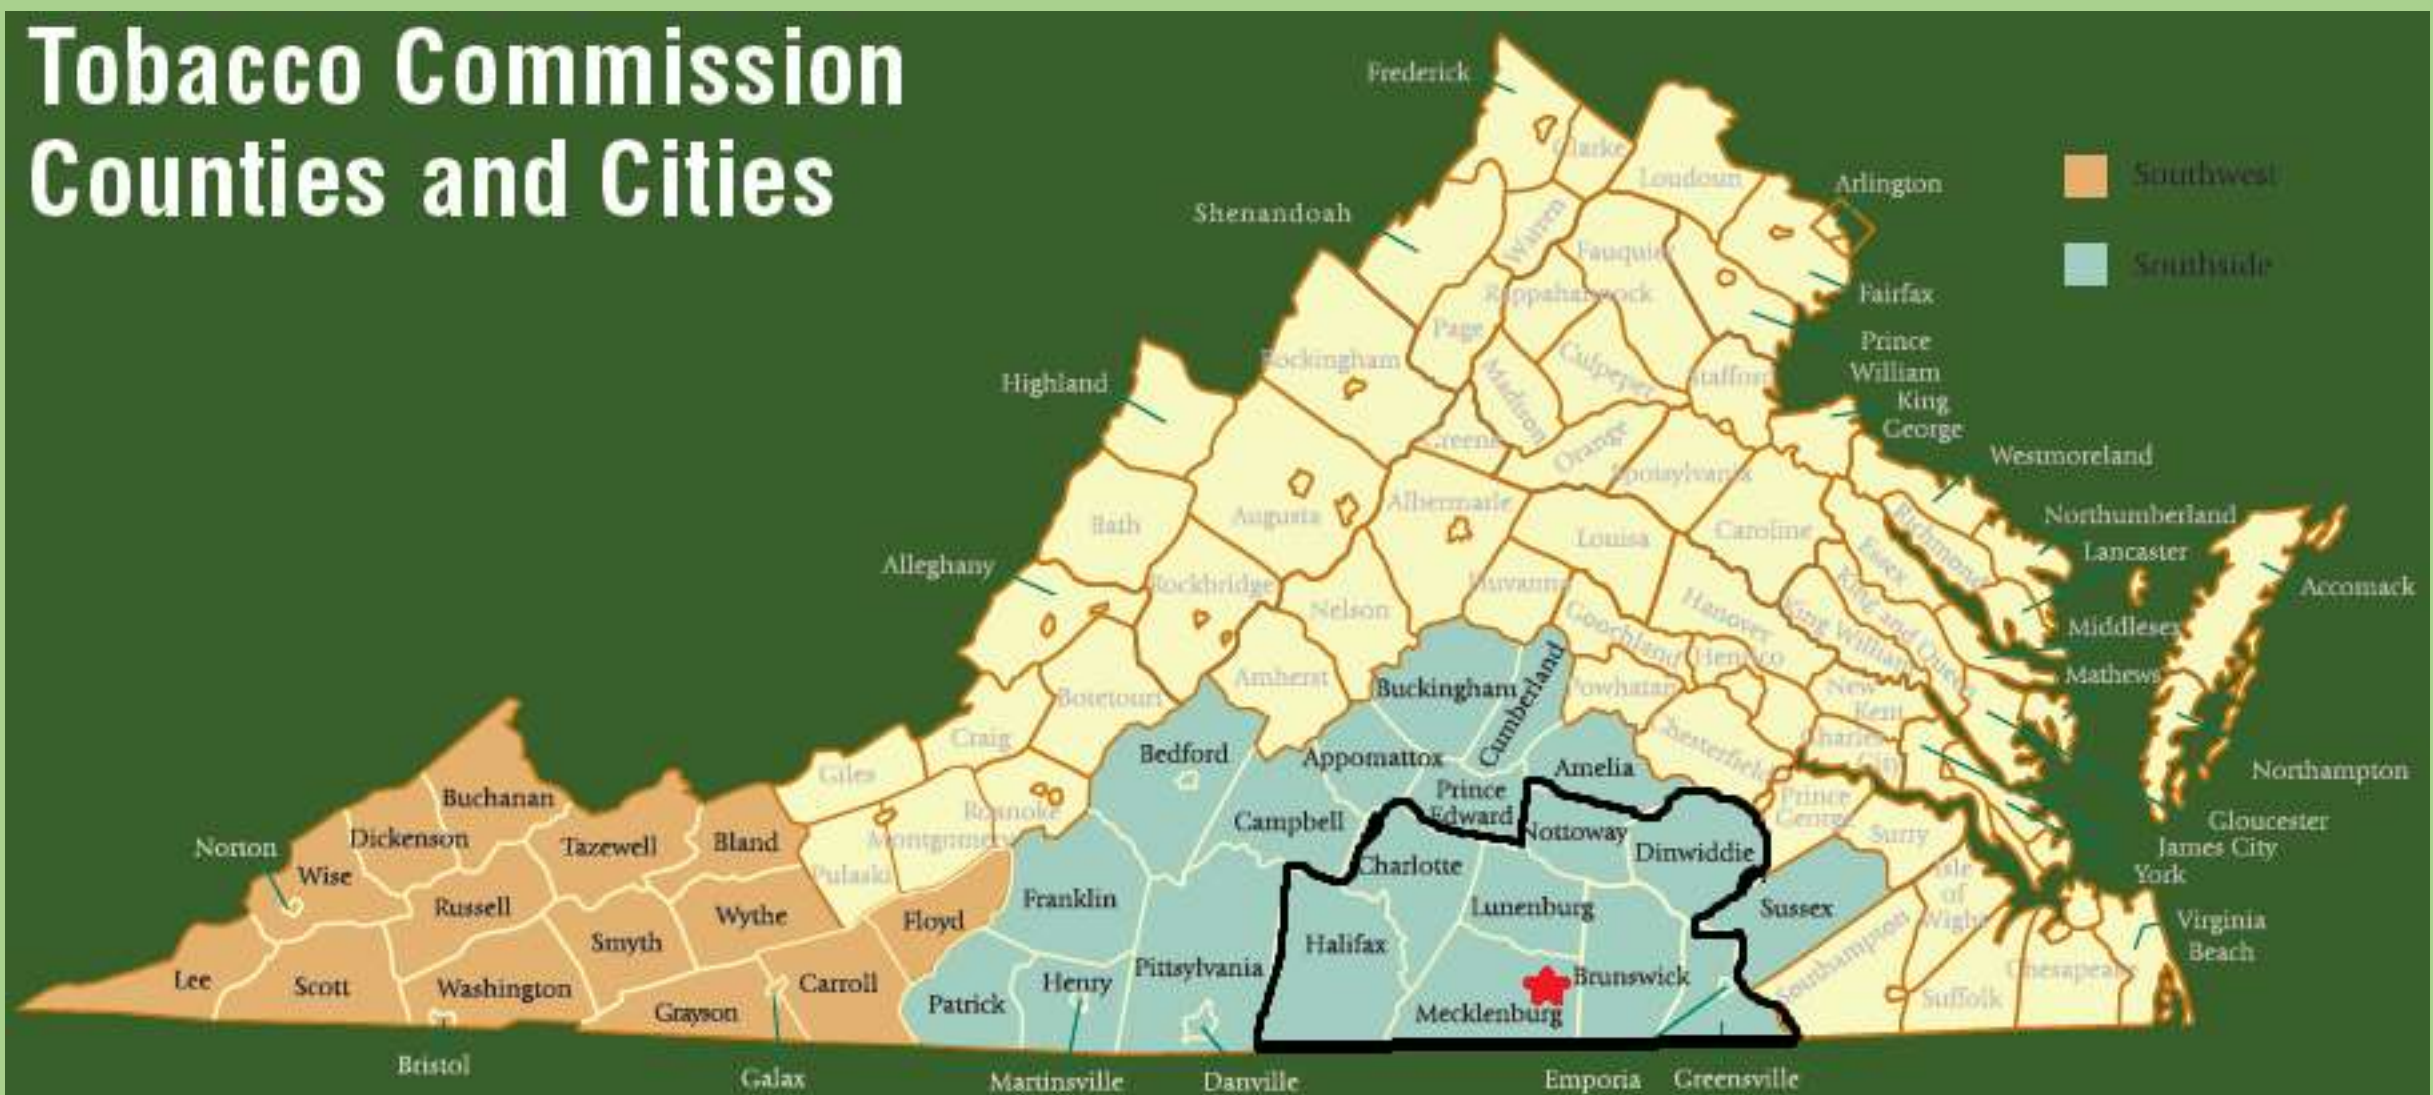 Tobacco Commission
Counties and Cities
Southwest
Southside
Frederick
Clarke
Loudoun
Arlington
Shenandoah
Warren
Fauquier
Fairfax
Rappahannock
Page
Prince
William
Rockingham
Culpeper
Madison
Stafford
Highland
King
George
Greene
Orange
Westmoreland
Spotsylvania
Bath
Augusta
Albermarle
Northumberland
Richmond
Caroline
Louisa
Lancaster
Essex
Alleghany
Rockbridge
Fluvanna
Accomack
Nelson
Goochland
Hanover
King William
King and Queen
Middlesex
Henrico
Mathews
Amherst
Buckingham
Cumberland
Powhatan
Botetourt
New
Kent
Craig
Charles
City
Chesterfield
Bedford
Appomattox
Amelia
Giles
Northampton
Buchanan
Prince
Edward
Prince
George
Roanoke
Montgomery
Gloucester
Campbell
Nottoway
Surry
Dickenson
Norton
Tazewell
Bland
James City
Dinwiddie
Charlotte
Wise
Pulaski
York
Isle
of
Wight
Franklin
Russell
Wythe
Floyd
Lunenburg
Sussex
Virginia
Beach
Smyth
Halifax
Southampton
Pittsylvania
Chesapeake
Lee
Scott
Washington
Carroll
Henry
Brunswick
Suffolk
Patrick
Grayson
Mecklenburg
Bristol
Galax
Martinsville
Danville
Emporia
Greensville